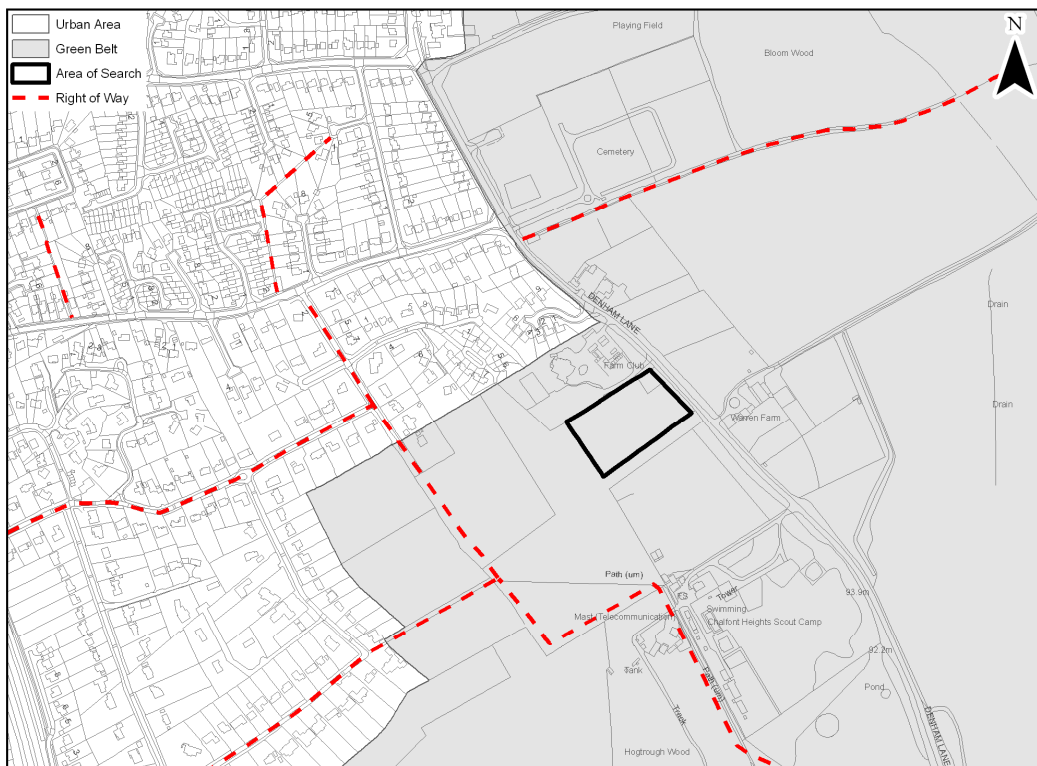 Urban Area
Green Belt
Area of Search
Right of Way
N
Playing Field
Bloom Wood
Cemetery
DENHAM LANE
Drain
Farm Club
Drain
Warren Farm
Path (um)
ES
Tower
93.9m
Swimming
Mast (Telecommunication)
Chalfont Heights Scout Camp
92.2m
Tank
Path (um)
Pond
Track
DENHAM LANE
Hogtrough Wood